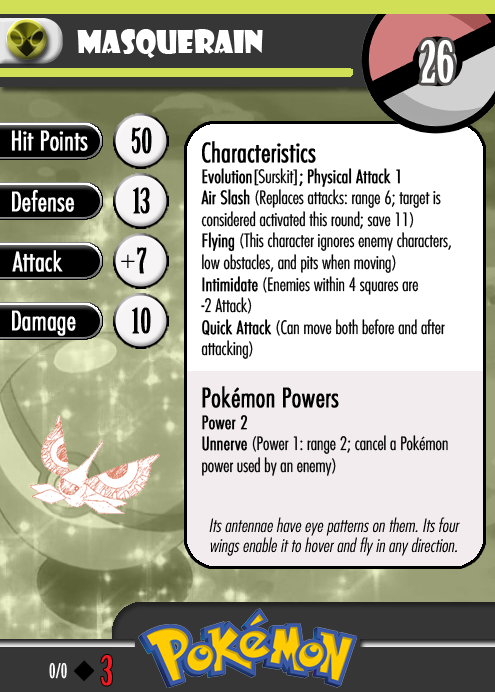 MASQUERAIN
26
Hit Points 50
Defense 13
Attack +7
Damage 10
Characteristics
Evolution[Surskit]; Physical Attack 1
Air Slash (Replaces attacks: range 6; target is
considered activated this round; save 11)
Flying (This character ignores enemy characters,
low obstacles, and pits when moving)
Intimidate (Enemies within 4 squares are
-2 Attack)
Quick Attack (Can move both before and after
attacking)
Pokémon Powers
Power 2
Unnerve (Power 1: range 2; cancel a Pokémon
power used by an enemy)
Its antennae have eye patterns on them. Its four
wings enable it to hover and fly in any direction.
0/0 ◆ 3
POKéMON